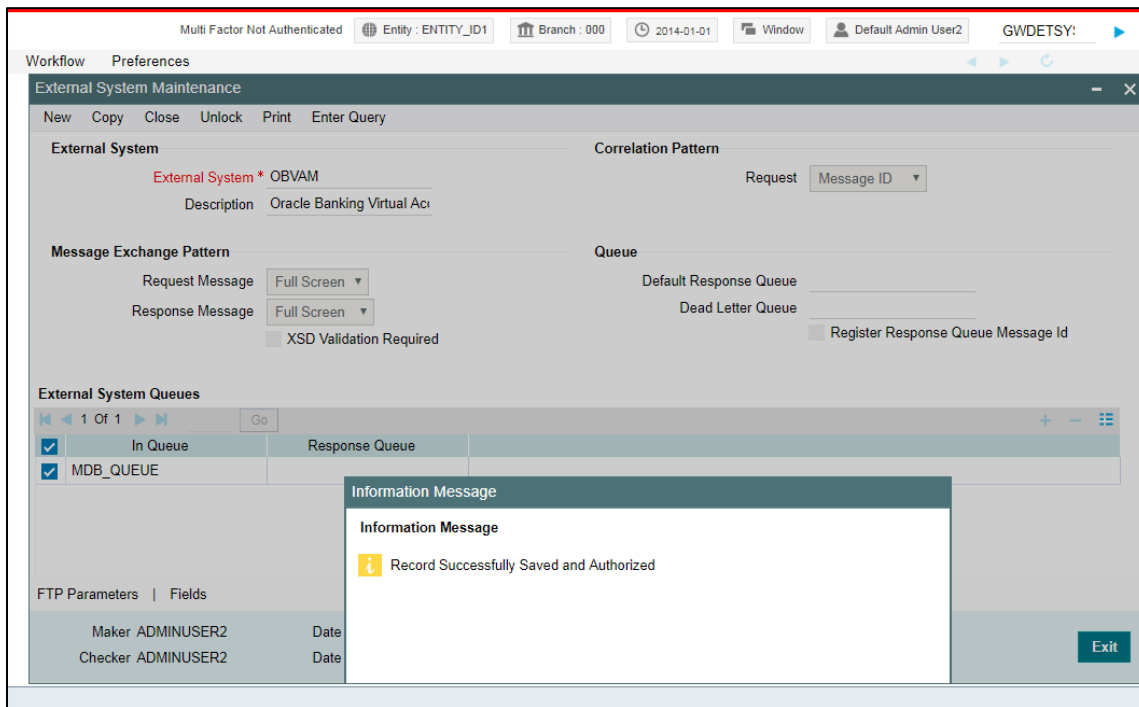 Multi Factor Not Authenticated Entity : ENTITY_ID1 Branch : 000 2014-01-01 Window Default Admin User2 GWDETSY
Workflow Preferences
External System Maintenance
New Copy Close Unlock Print Enter Query
External System Correlation Pattern
External System * OBVAM Request Message ID
Description Oracle Banking Virtual Acc
Message Exchange Pattern Queue
Request Message Full Screen Default Response Queue
Response Message Full Screen Dead Letter Queue
XSD Validation Required Register Response Queue Message Id
External System Queues
1 Of 1 Go
In Queue Response Queue
MDB_QUEUE
Information Message
Information Message
Record Successfully Saved and Authorized
FTP Parameters | Fields
Maker ADMINUSER2 Date
Checker ADMINUSER2 Date
Exit